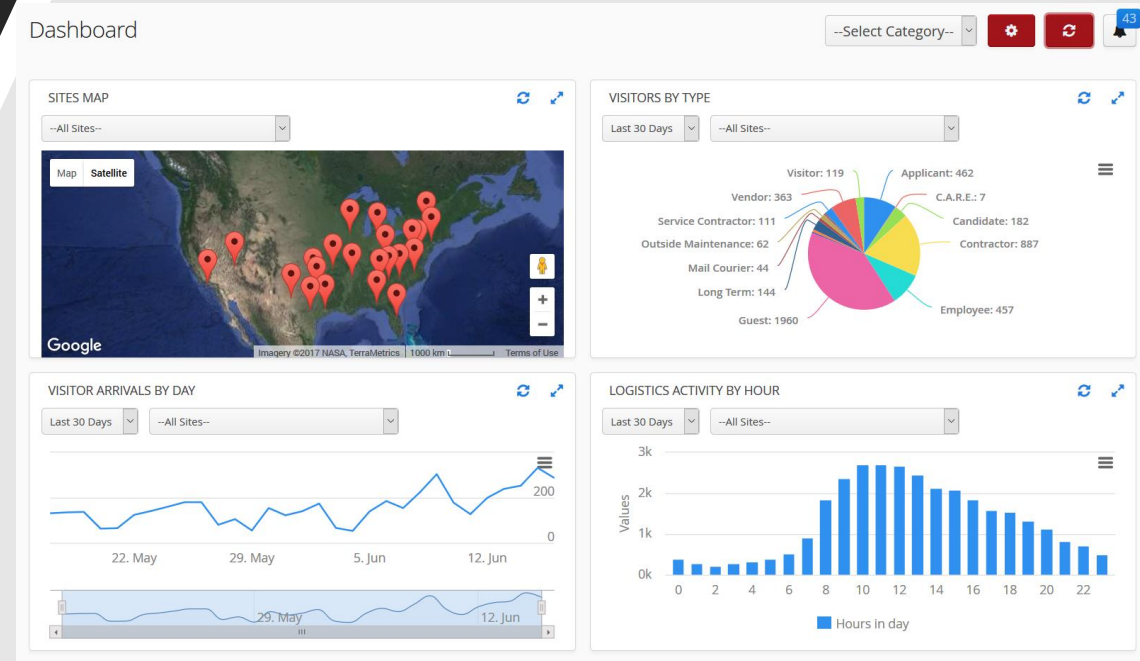 Dashboard
--Select Category--
43
SITES MAP
--All Sites--
Map Satellite
Google
Imagery ©2017 NASA, TerraMetrics 1000 km Terms of Use
VISITORS BY TYPE
Last 30 Days --All Sites--
Visitor: 119
Applicant: 462
Vendor: 363
C.A.R.E.: 7
Service Contractor: 111
Candidate: 182
Outside Maintenance: 62
Contractor: 887
Mail Courier: 44
Long Term: 144
Employee: 457
Guest: 1960
VISITOR ARRIVALS BY DAY
Last 30 Days --All Sites--
200
0
22. May 29. May 5. Jun 12. Jun
29. May 12. Jun
LOGISTICS ACTIVITY BY HOUR
Last 30 Days --All Sites--
3k
2k
Values
1k
0k
0 2 4 6 8 10 12 14 16 18 20 22
Hours in day